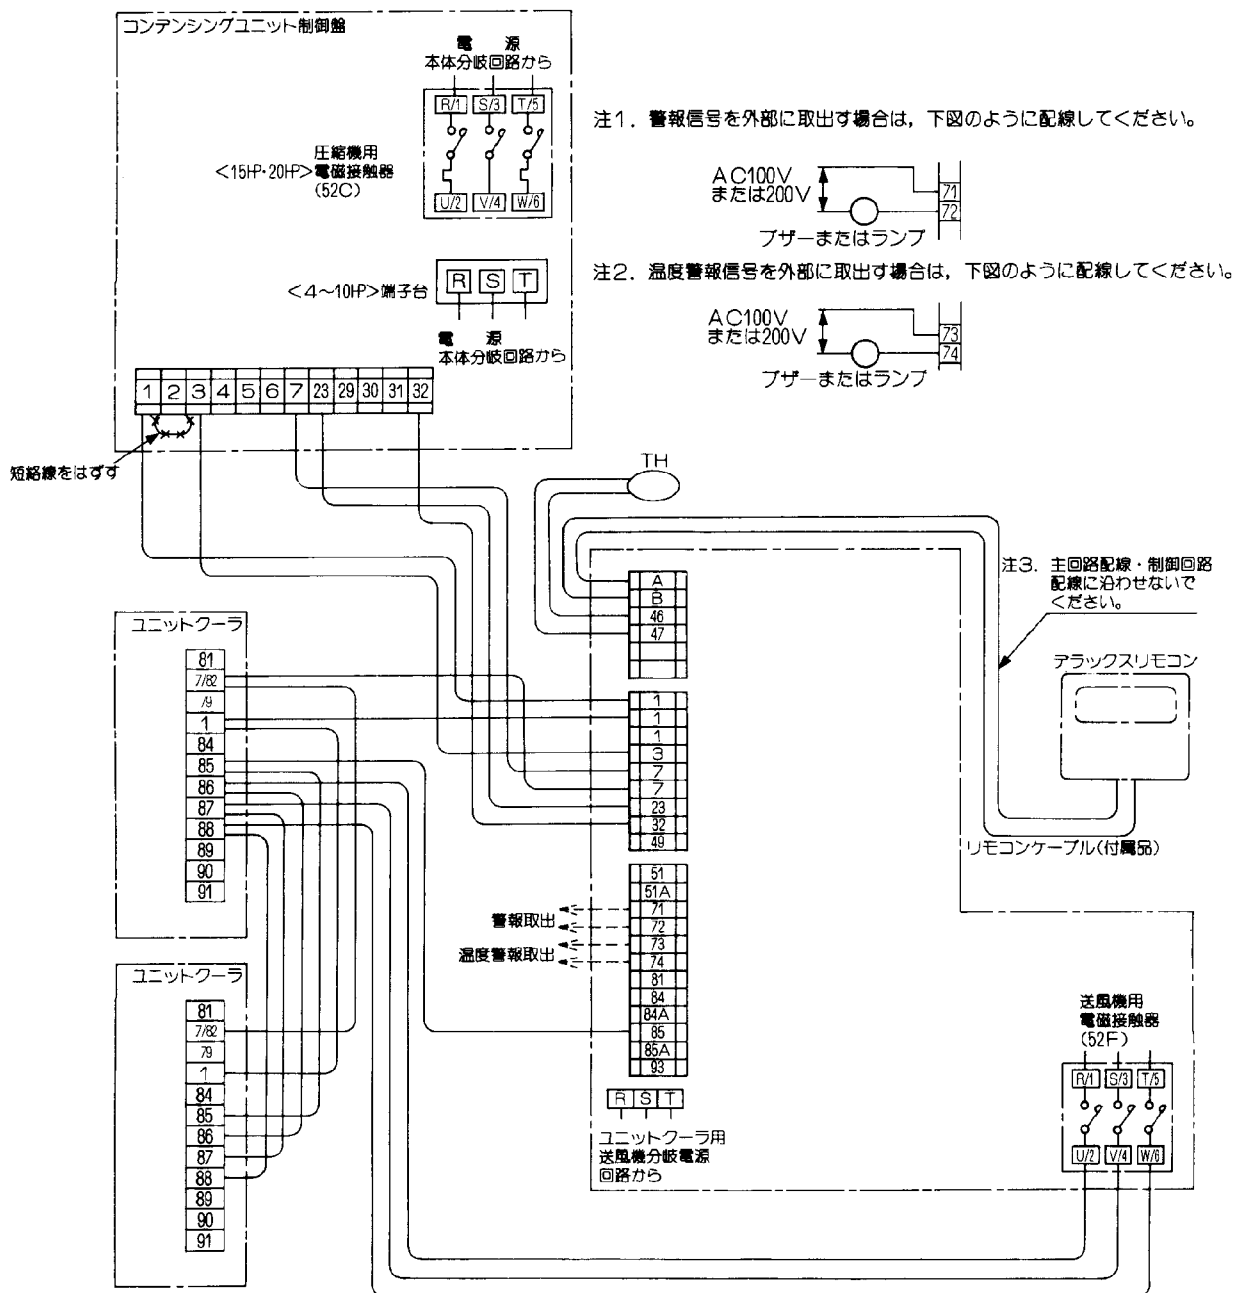 コンデンシングユニット制御盤
電　源
本体分岐回路から
R/1 S/3 T/5
圧縮機用
<15HP・20HP>電磁接触器
(52C)
U/2 V/4 W/6
<4〜10HP>端子台
R S T
電　源
本体分岐回路から
1 2 3 4 5 6 7 23 29 30 31 32
短絡線をはずす
注1. 警報信号を外部に取出す場合は，下図のように配線してください。
AC100V
または200V
71
72
ブザーまたはランプ
注2. 温度警報信号を外部に取出す場合は，下図のように配線してください。
AC100V
または200V
73
74
ブザーまたはランプ
TH
注3. 主回路配線・制御回路
配線に沿わせないで
ください。
デラックスリモコン
リモコンケーブル(付属品)
A
B
46
47
1
1
1
3
7
7
23
32
49
51
51A
71
72
73
74
81
84
84A
85
85A
93
警報取出
温度警報取出
R S T
ユニットクーラ用
送風機分岐電源
回路から
ユニットクーラ
81
7/82
79
1
84
85
86
87
88
89
90
91
ユニットクーラ
81
7/82
79
1
84
85
86
87
88
89
90
91
送風機用
電磁接触器
(52F)
R/1 S/3 T/5
U/2 V/4 W/6